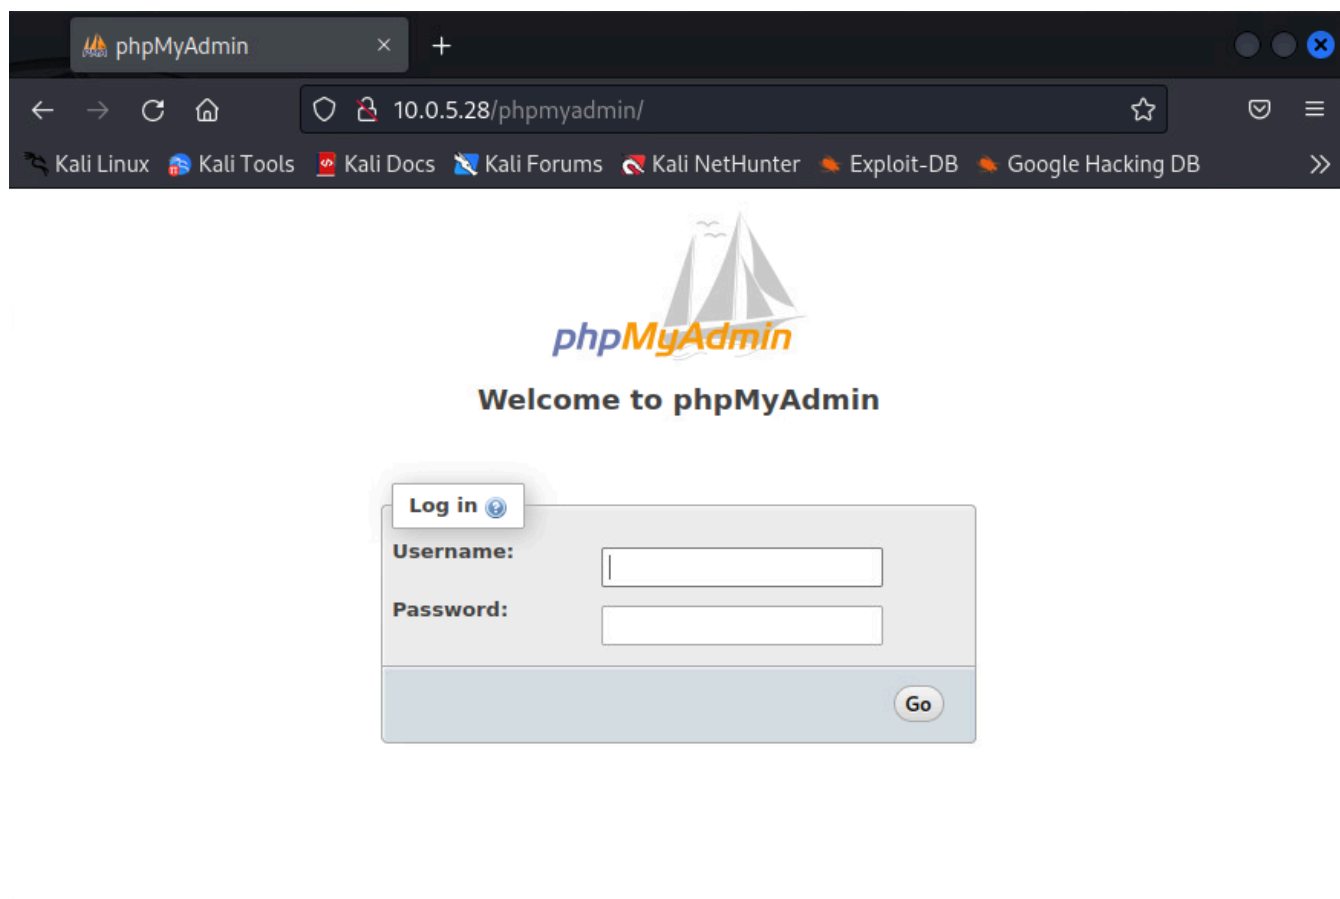 phpMyAdmin
10.0.5.28/phpmyadmin/
Kali Linux Kali Tools Kali Docs Kali Forums Kali NetHunter Exploit-DB Google Hacking DB
phpMyAdmin
Welcome to phpMyAdmin
Log in
Username:
Password:
Go